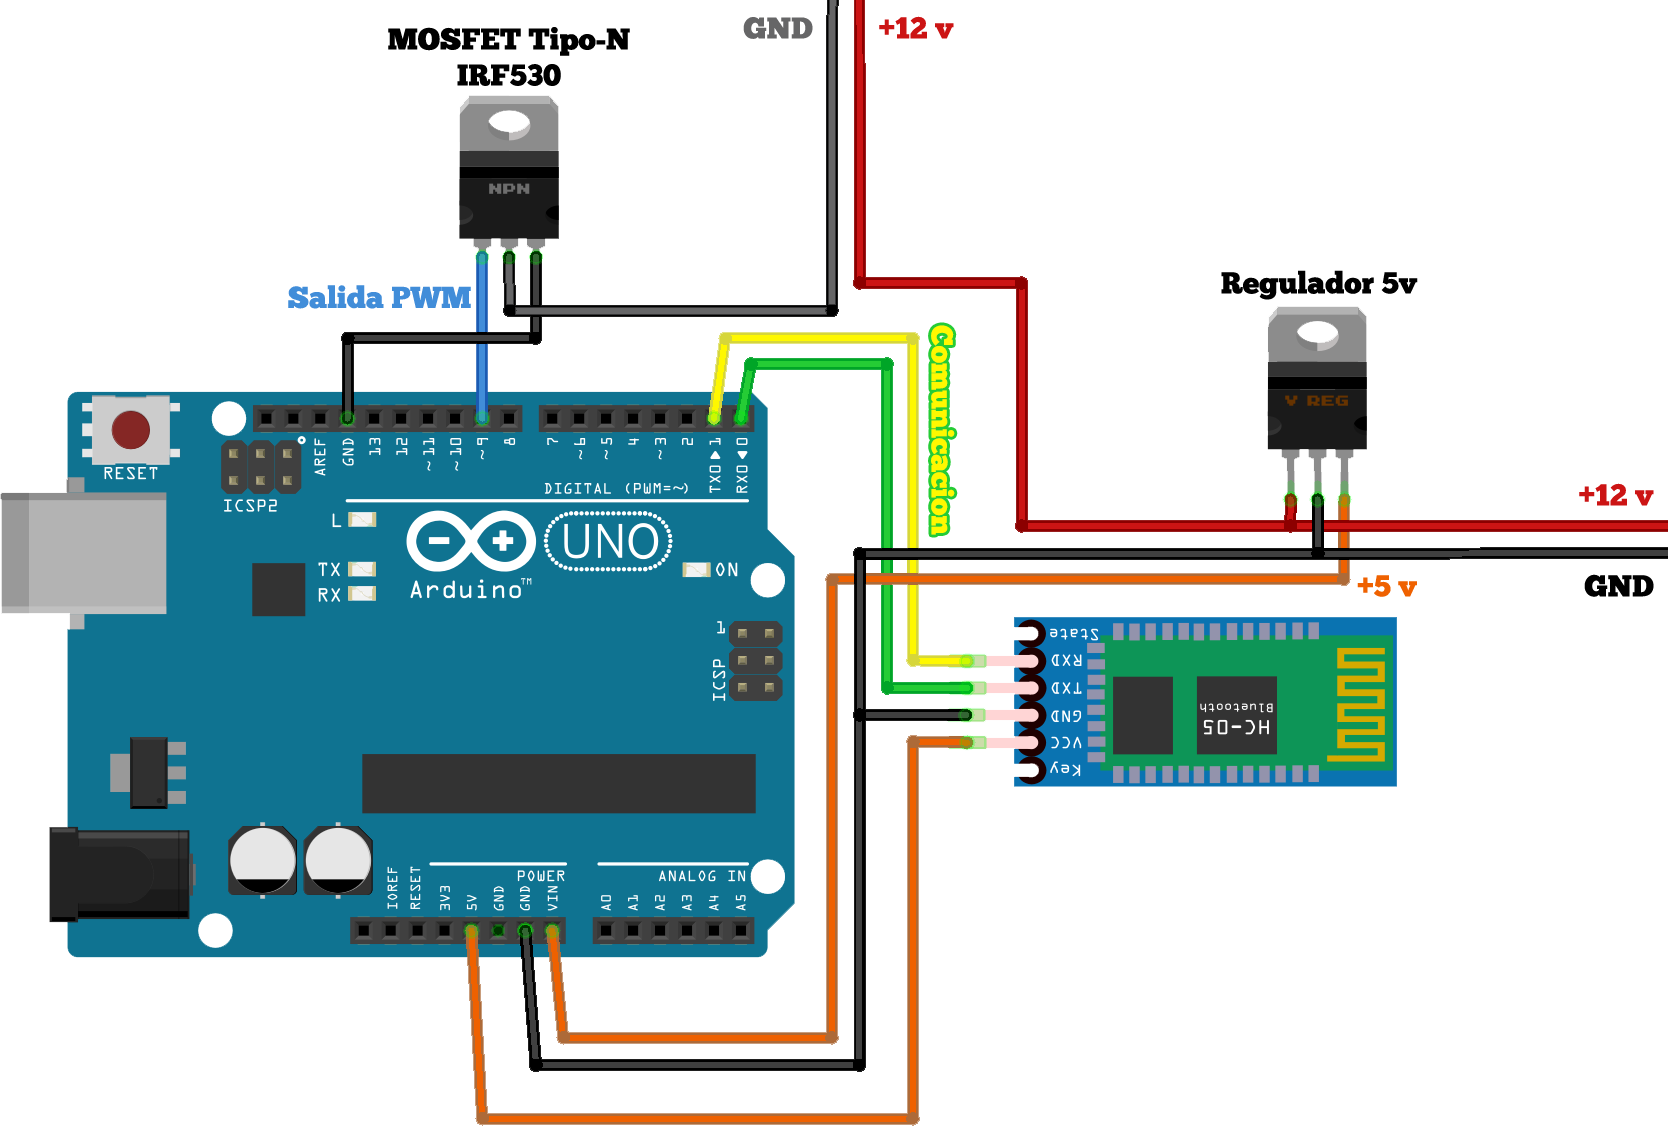 MOSFET Tipo-N
IRF530
GND
+12 v
NPN
Salida PWM
Regulador 5v
V REG
Comunicacion
+12 v
GND
+5 v
RESET
ICSP2
AREF
GND
13
12
~11
~10
~9
8
7
~6
~5
4
~3
2
TX0▶1
RX0◀0
DIGITAL (PWM=~)
L
TX
RX
UNO
Arduino™
ON
1
ICSP
State
RXD
TXD
GND
VCC
Key
HC-05
Bluetooth
IOREF
RESET
3V3
5V
GND
GND
VIN
POWER
ANALOG IN
A0
A1
A2
A3
A4
A5